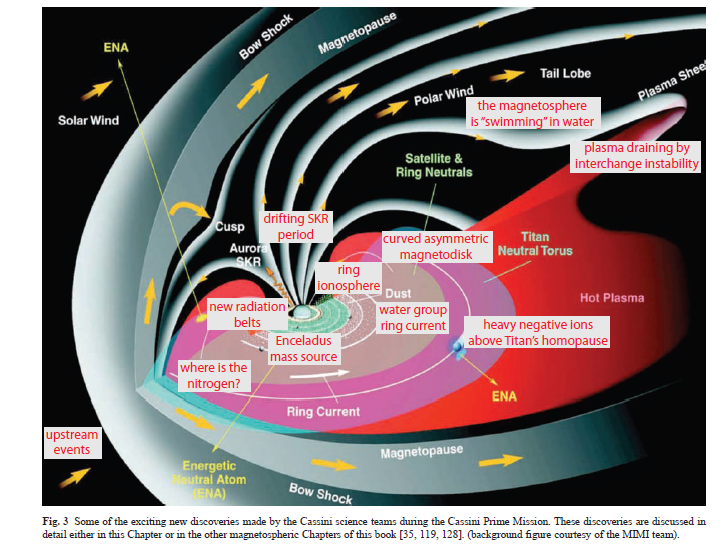 ENA
Bow Shock
Magnetopause
Solar Wind
Polar Wind
Tail Lobe
Plasma Sheet
the magnetosphere
is "swimming" in water
plasma draining by
interchange instability
Satellite &
Ring Neutrals
Cusp
drifting SKR
period
Aurora
SKR
curved asymmetric
magnetodisk
Titan
Neutral Torus
ring
ionosphere
Dust
Hot Plasma
new radiation
belts
water group
ring current
heavy negative ions
above Titan's homopause
Enceladus
mass source
where is the
nitrogen?
ENA
Ring Current
upstream
events
Magnetopause
Energetic
Neutral Atom
(ENA)
Bow Shock
Fig. 3 Some of the exciting new discoveries made by the Cassini science teams during the Cassini Prime Mission. These discoveries are discussed in
detail either in this Chapter or in the other magnetospheric Chapters of this book [35, 119, 128]. (background figure courtesy of the MIMI team).